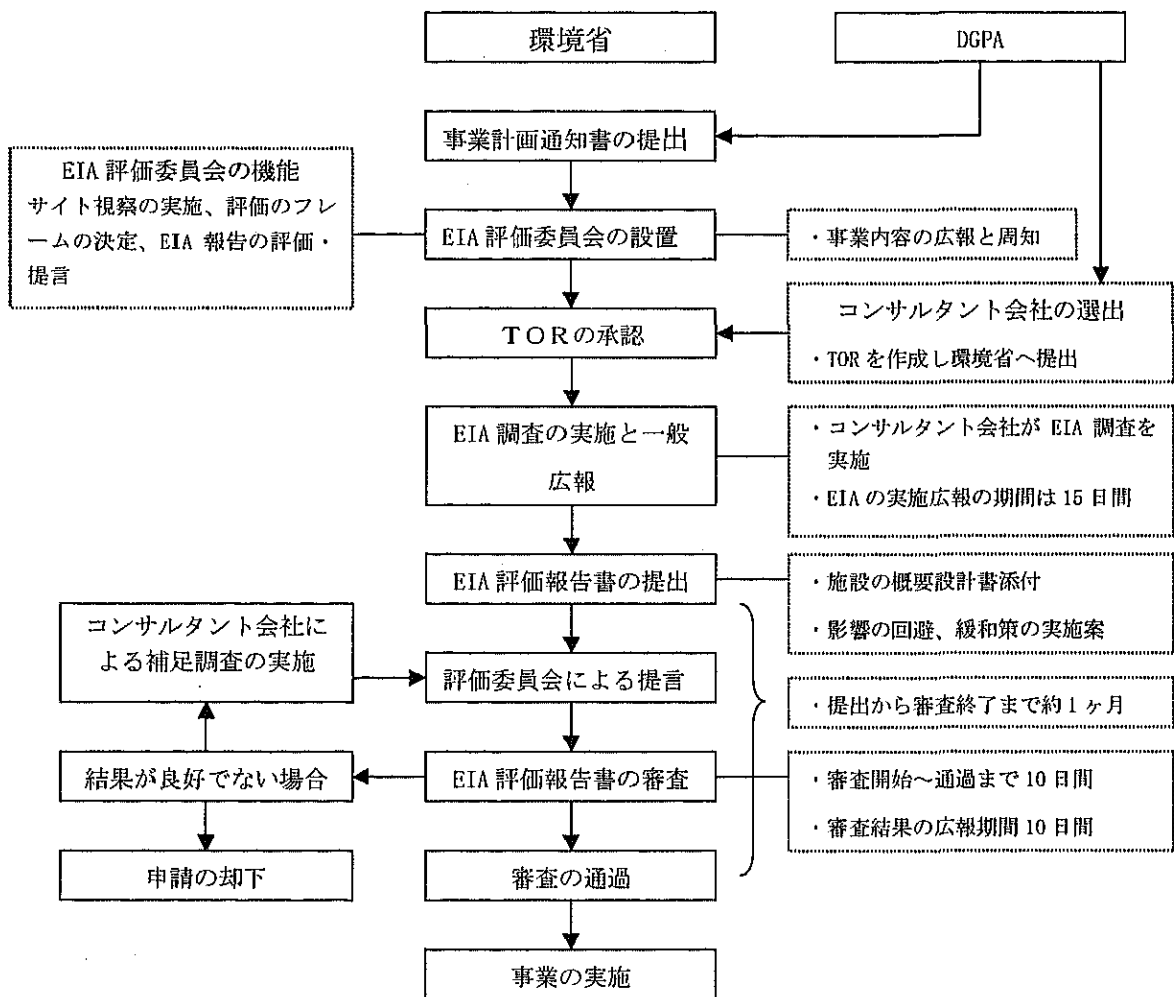 環境省
DGPA
事業計画通知書の提出
EIA 評価委員会の機能
サイト視察の実施、評価のフレ
ームの決定、EIA 報告の評価・
提言
EIA 評価委員会の設置
・事業内容の広報と周知
コンサルタント会社の選出
・TOR を作成し環境省へ提出
TORの承認
EIA 調査の実施と一般
広報
・コンサルタント会社が EIA 調査を
実施
・EIA の実施広報の期間は 15 日間
EIA 評価報告書の提出
・施設の概要設計書添付
・影響の回避、緩和策の実施案
コンサルタント会社に
よる補足調査の実施
評価委員会による提言
・提出から審査終了まで約1ヶ月
結果が良好でない場合
EIA 評価報告書の審査
・審査開始～通過まで 10 日間
・審査結果の広報期間 10 日間
申請の却下
審査の通過
事業の実施